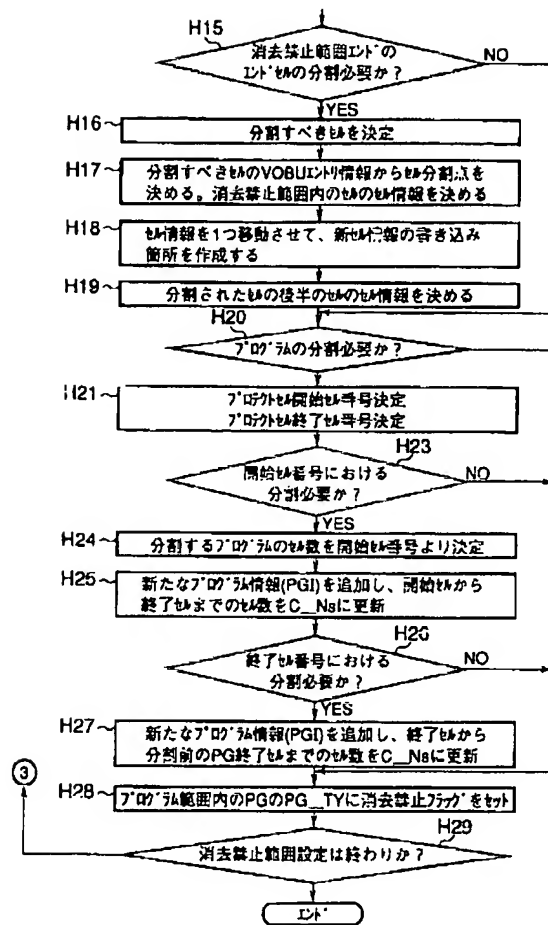 H15
消去禁止範囲ｴﾝﾄﾞの
ｴﾝﾄﾞｾﾙの分割必要か？
NO
YES
H16
分割すべきｾﾙを決定
H17
分割すべきｾﾙのVOBUｴﾝﾄﾘ情報からｾﾙ分割点を
決める。消去禁止範囲内のｾﾙのｾﾙ情報を決める
H18
ｾﾙ情報を1つ移動させて、新ｾﾙ情報の書き込み
箇所を作成する
H19
分割されたｾﾙの後半のｾﾙのｾﾙ情報を決める
H20
ﾌﾟﾛｸﾞﾗﾑの分割必要か？
H21
ﾌﾟﾛﾃｸﾄｾﾙ開始ｾﾙ番号決定
ﾌﾟﾛﾃｸﾄｾﾙ終了ｾﾙ番号決定
H23
開始ｾﾙ番号における
分割必要か？
NO
YES
H24
分割するﾌﾟﾛｸﾞﾗﾑのｾﾙ数を開始ｾﾙ番号より決定
H25
新たなﾌﾟﾛｸﾞﾗﾑ情報(PGI)を追加し、開始ｾﾙから
終了ｾﾙまでのｾﾙ数をC__Nsに更新
H26
終了ｾﾙ番号における
分割必要か？
NO
YES
H27
新たなﾌﾟﾛｸﾞﾗﾑ情報(PGI)を追加し、終了ｾﾙから
分割前のPG終了ｾﾙまでのｾﾙ数をC__Nsに更新
③
H28
ﾌﾟﾛｸﾞﾗﾑ範囲内のPGのPG__TYに消去禁止ﾌﾗｯｸﾞをセット
H29
消去禁止範囲設定は終わりか？
ｴﾝﾄﾞ